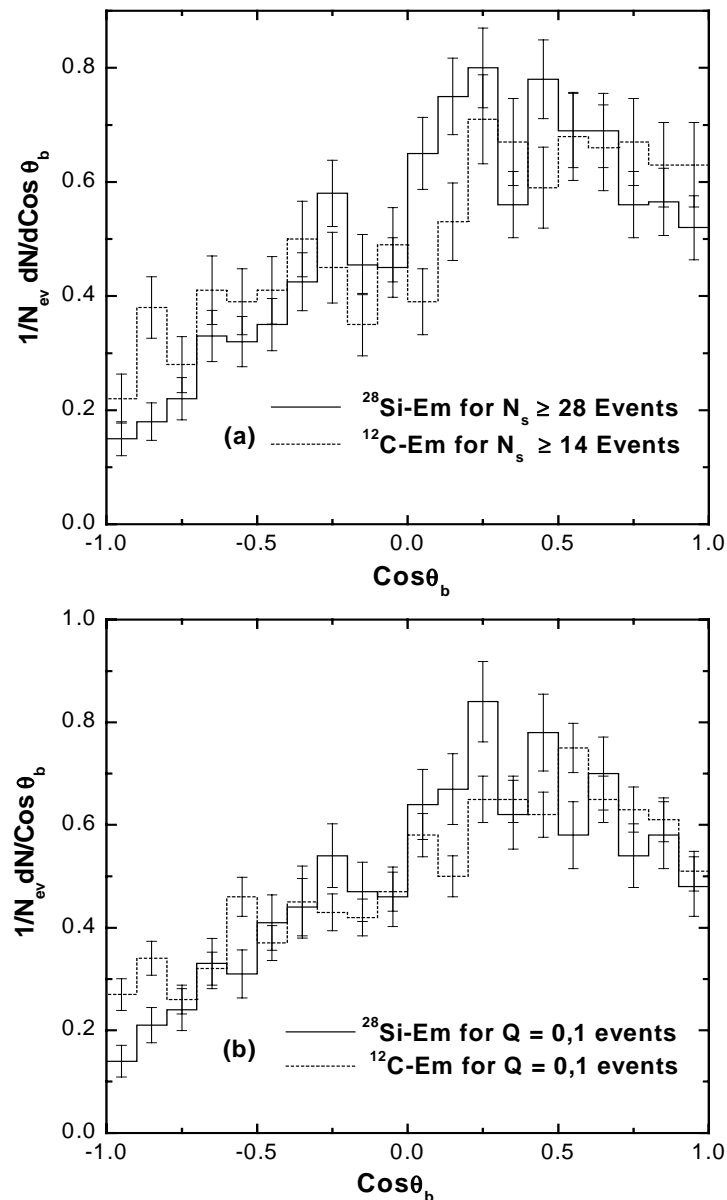 0.8
0.6
0.4
0.2
0.0
1/N_ev dN/dCos θ_b
²⁸Si-Em for N_s ≥ 28 Events
(a)
¹²C-Em for N_s ≥ 14 Events
-1.0 -0.5 0.0 0.5 1.0
Cosθ_b
1.0
0.8
0.6
0.4
0.2
0.0
1/N_ev dN/Cos θ_b
²⁸Si-Em for Q = 0,1 events
(b)
¹²C-Em for Q = 0,1 events
-1.0 -0.5 0.0 0.5 1.0
Cosθ_b